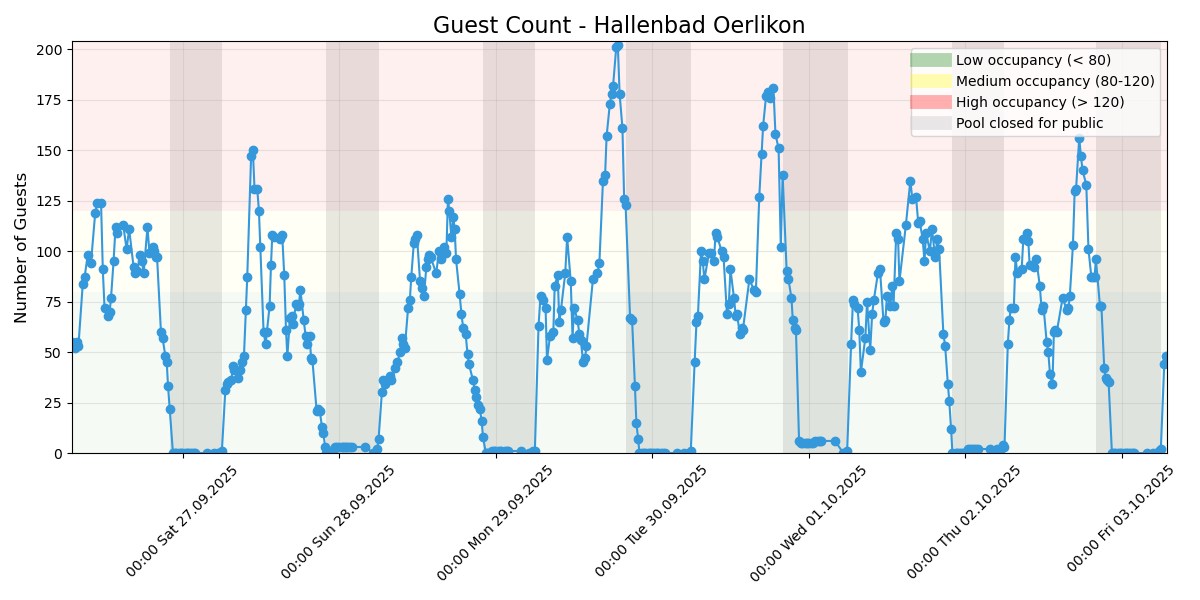 Guest Count - Hallenbad Oerlikon
Number of Guests
200
175
150
125
100
75
50
25
0
Low occupancy (< 80)
Medium occupancy (80-120)
High occupancy (> 120)
Pool closed for public
00:00 Sat 27.09.2025
00:00 Sun 28.09.2025
00:00 Mon 29.09.2025
00:00 Tue 30.09.2025
00:00 Wed 01.10.2025
00:00 Thu 02.10.2025
00:00 Fri 03.10.2025